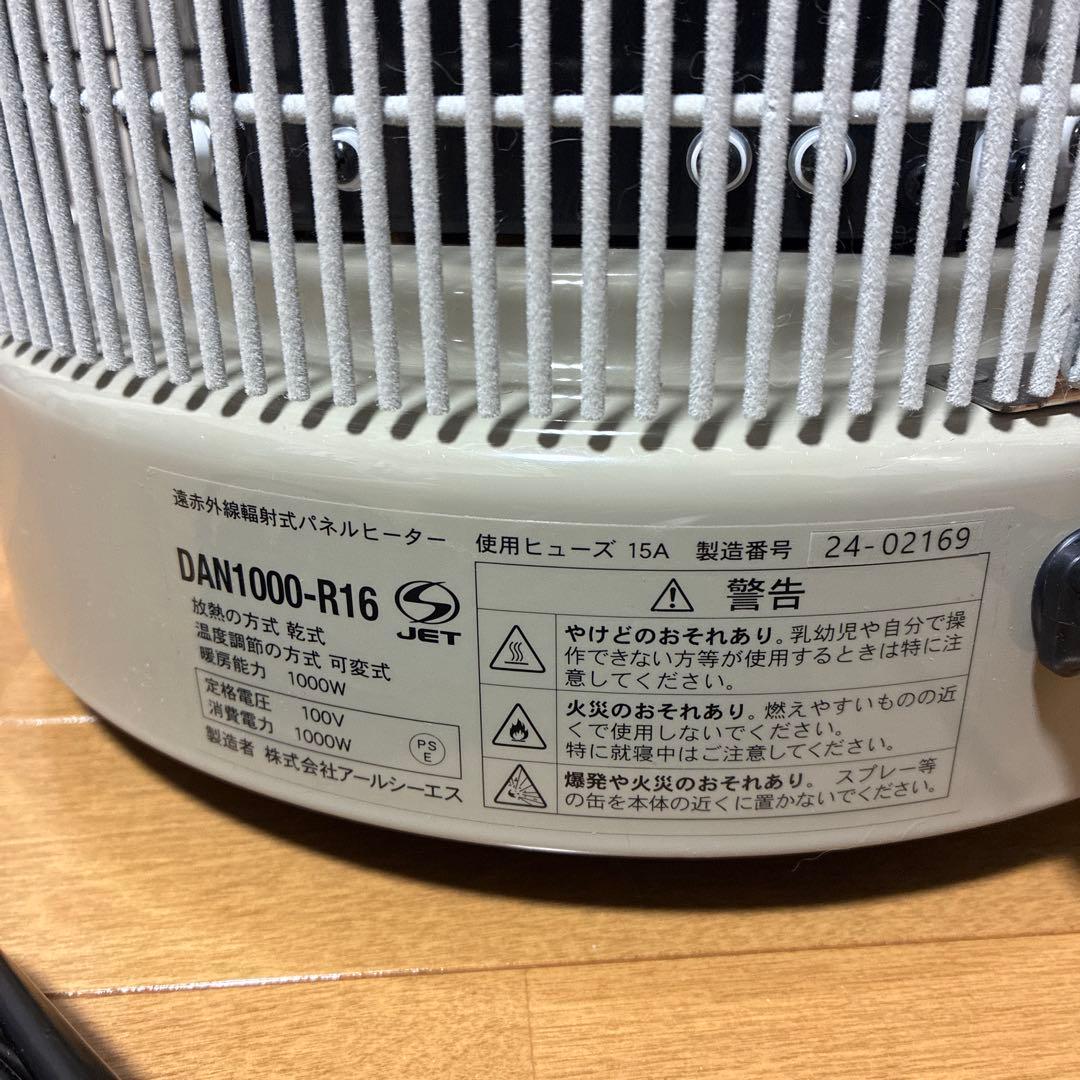 遠赤外線輻射式パネルヒーター
使用ヒューズ 15A 製造番号 24-02169
DAN1000-R16
JET
放熱の方式 乾式
温度調節の方式 可変式
暖房能力 1000W
定格電圧 100V
消費電力 1000W
PS
E
製造者 株式会社アールシーエス
警告
やけどのおそれあり。乳幼児や自分で操
作できない方等が使用するときは特に注
意してください。
火災のおそれあり。燃えやすいものの近
くで使用しないでください。
特に就寝中はご注意してください。
爆発や火災のおそれあり。 スプレー等
の缶を本体の近くに置かないでください。